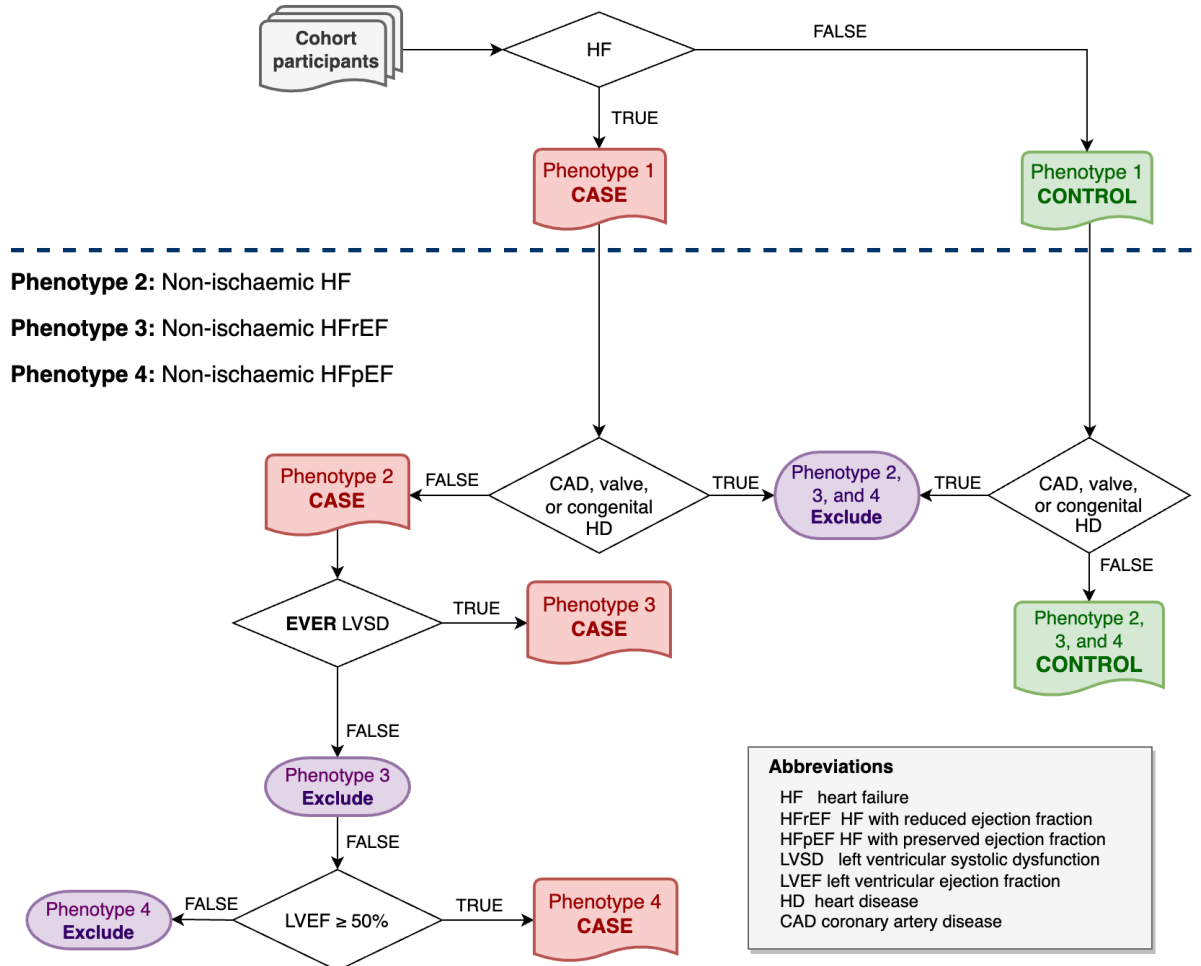 Cohort
participants
HF
FALSE
TRUE
Phenotype 1
CASE
Phenotype 1
CONTROL
Phenotype 2: Non-ischaemic HF
Phenotype 3: Non-ischaemic HFrEF
Phenotype 4: Non-ischaemic HFpEF
Phenotype 2
CASE
FALSE
CAD, valve,
or congenital
HD
TRUE
Phenotype 2,
3, and 4
Exclude
TRUE
CAD, valve,
or congenital
HD
FALSE
EVER LVSD
TRUE
Phenotype 3
CASE
Phenotype 2,
3, and 4
CONTROL
FALSE
Phenotype 3
Exclude
FALSE
Phenotype 4
Exclude
FALSE
LVEF ≥ 50%
TRUE
Phenotype 4
CASE
Abbreviations
HF heart failure
HFrEF HF with reduced ejection fraction
HFpEF HF with preserved ejection fraction
LVSD left ventricular systolic dysfunction
LVEF left ventricular ejection fraction
HD heart disease
CAD coronary artery disease